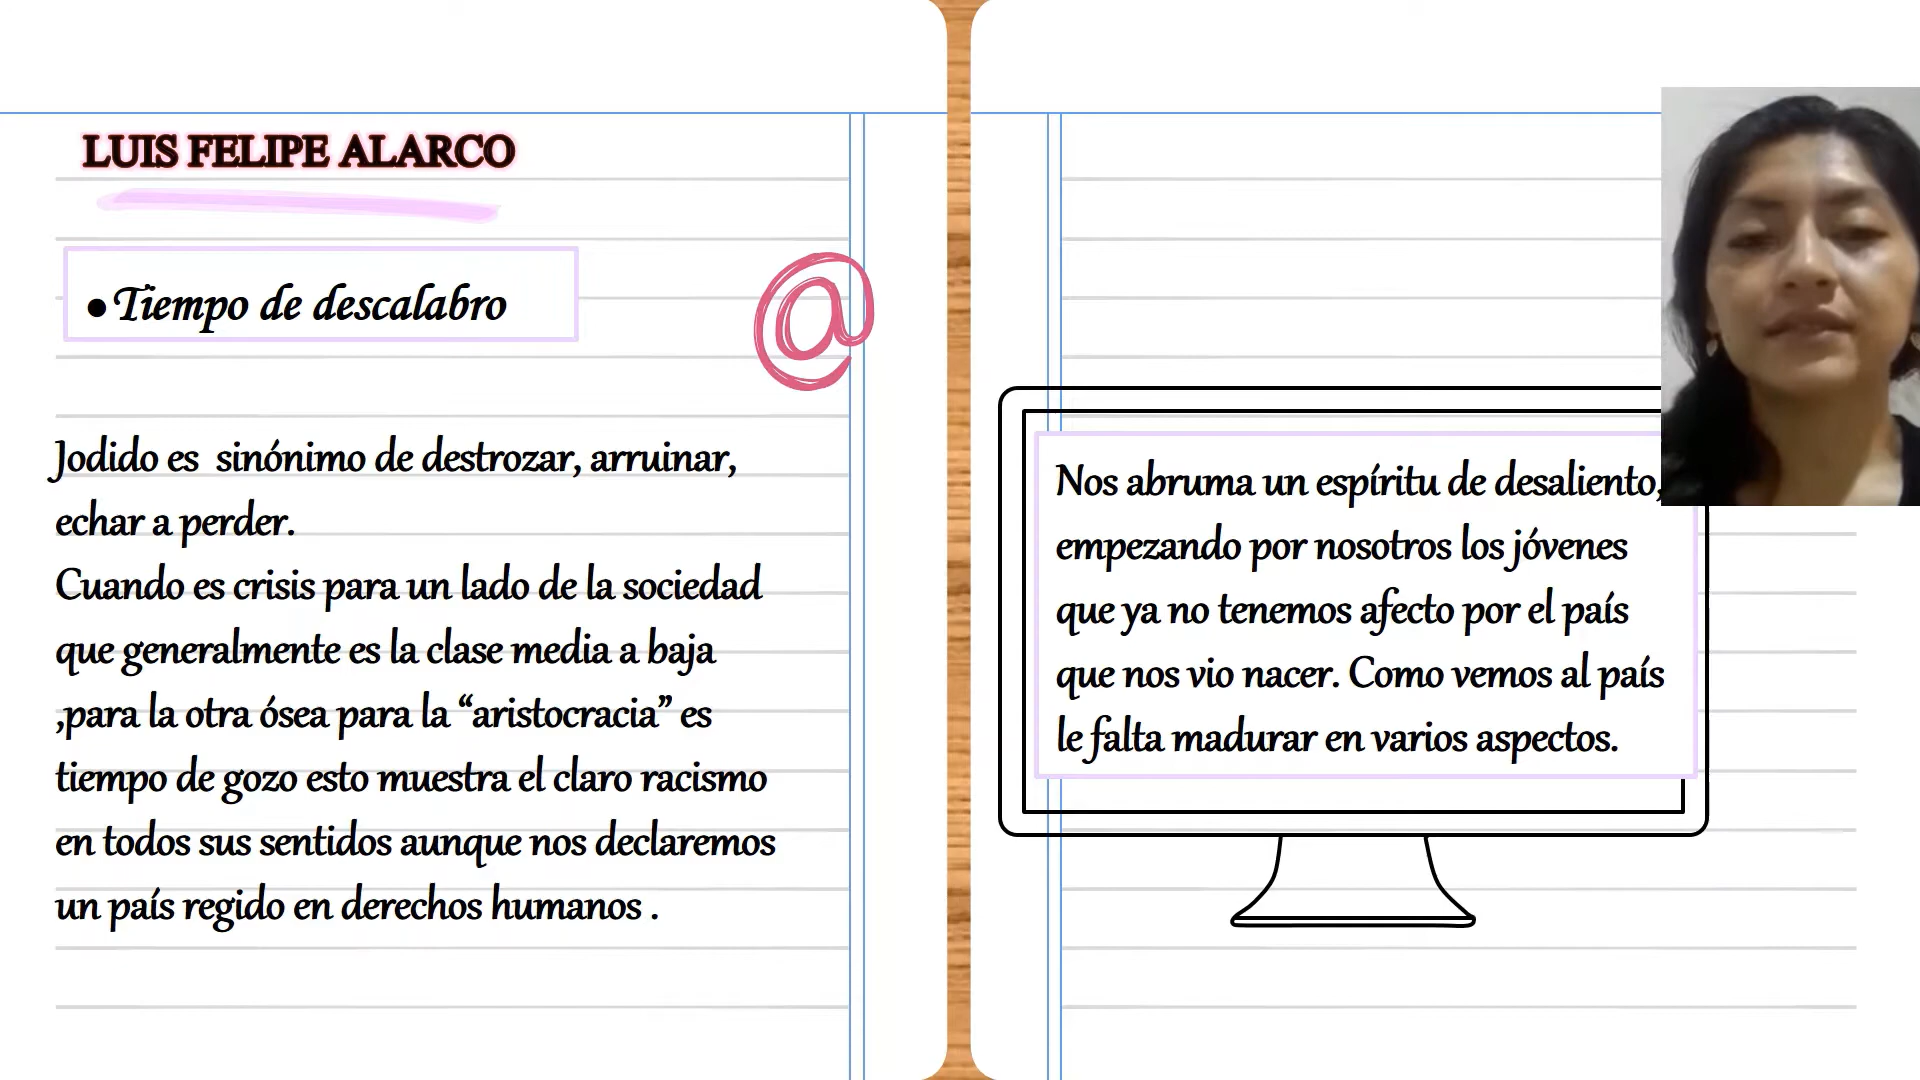 LUIS FELIPE ALARCO
•Tiempo de descalabro
@
Jodido es sinónimo de destrozar, arruinar,
echar a perder.
Cuando es crisis para un lado de la sociedad
que generalmente es la clase media a baja
,para la otra ósea para la “aristocracia” es
tiempo de gozo esto muestra el claro racismo
en todos sus sentidos aunque nos declaremos
un país regido en derechos humanos .
Nos abruma un espíritu de desaliento,
empezando por nosotros los jóvenes
que ya no tenemos afecto por el país
que nos vio nacer. Como vemos al país
le falta madurar en varios aspectos.